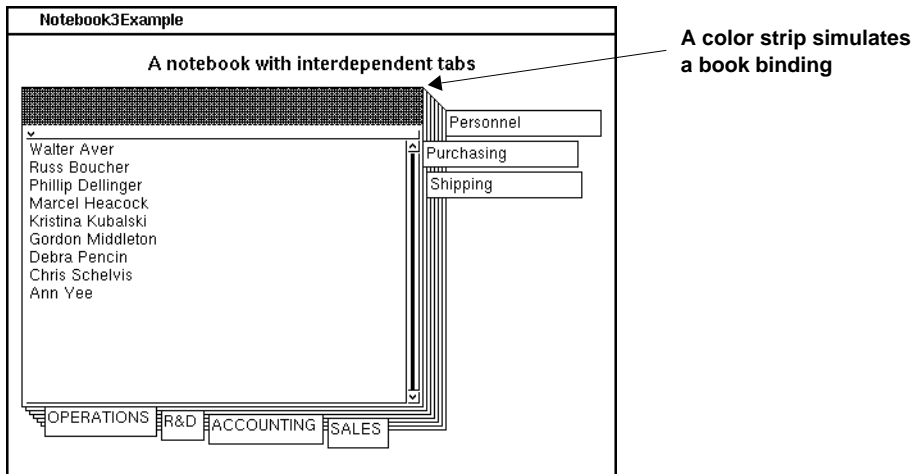 Notebook3Example
A notebook with interdependent tabs
A color strip simulates
a book binding
Personnel
Purchasing
Shipping
Walter Aver
Russ Boucher
Phillip Dellinger
Marcel Heacock
Kristina Kubalski
Gordon Middleton
Debra Pencin
Chris Schelvis
Ann Yee
OPERATIONS
R&D
ACCOUNTING
SALES